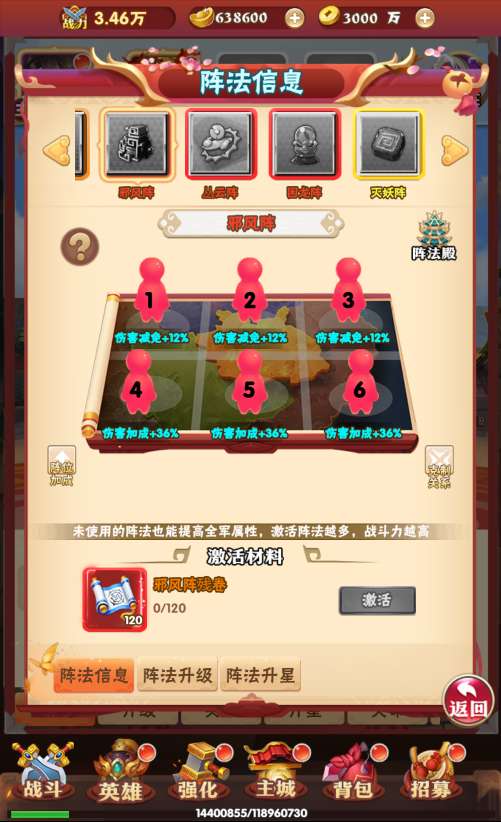 战力 3.46万
638600
3000 万
阵法信息
邪风阵
丛云阵
囚龙阵
灭妖阵
邪风阵
?
阵法殿
1
2
3
伤害减免+12%
伤害减免+12%
伤害减免+12%
4
5
6
伤害加成+36%
伤害加成+36%
伤害加成+36%
阵位加成
克制关系
未使用的阵法也能提高全军属性，激活阵法越多，战斗力越高
激活材料
120
邪风阵残卷
0/120
激活
阵法信息
阵法升级
阵法升星
返回
战斗
英雄
强化
主城
背包
招募
14400855/118960730